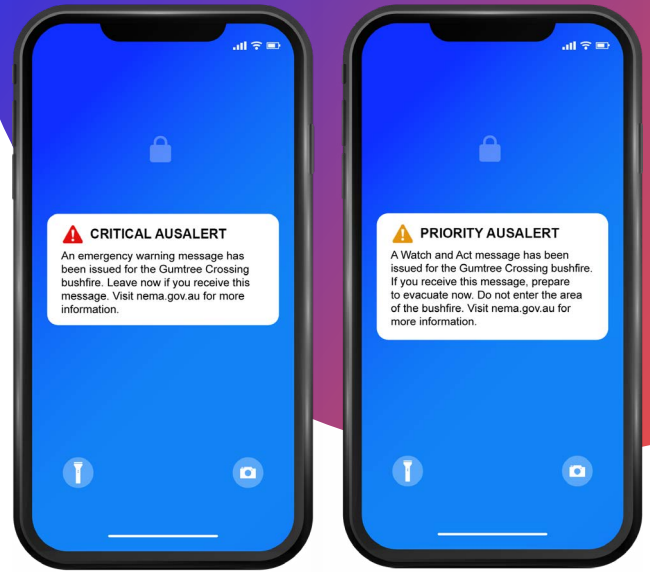 CRITICAL AUSALERT
An emergency warning message has
been issued for the Gumtree Crossing
bushfire. Leave now if you receive this
message. Visit nema.gov.au for more
information.
PRIORITY AUSALERT
A Watch and Act message has been
issued for the Gumtree Crossing bushfire.
If you receive this message, prepare
to evacuate now. Do not enter the area
of the bushfire. Visit nema.gov.au for
more information.